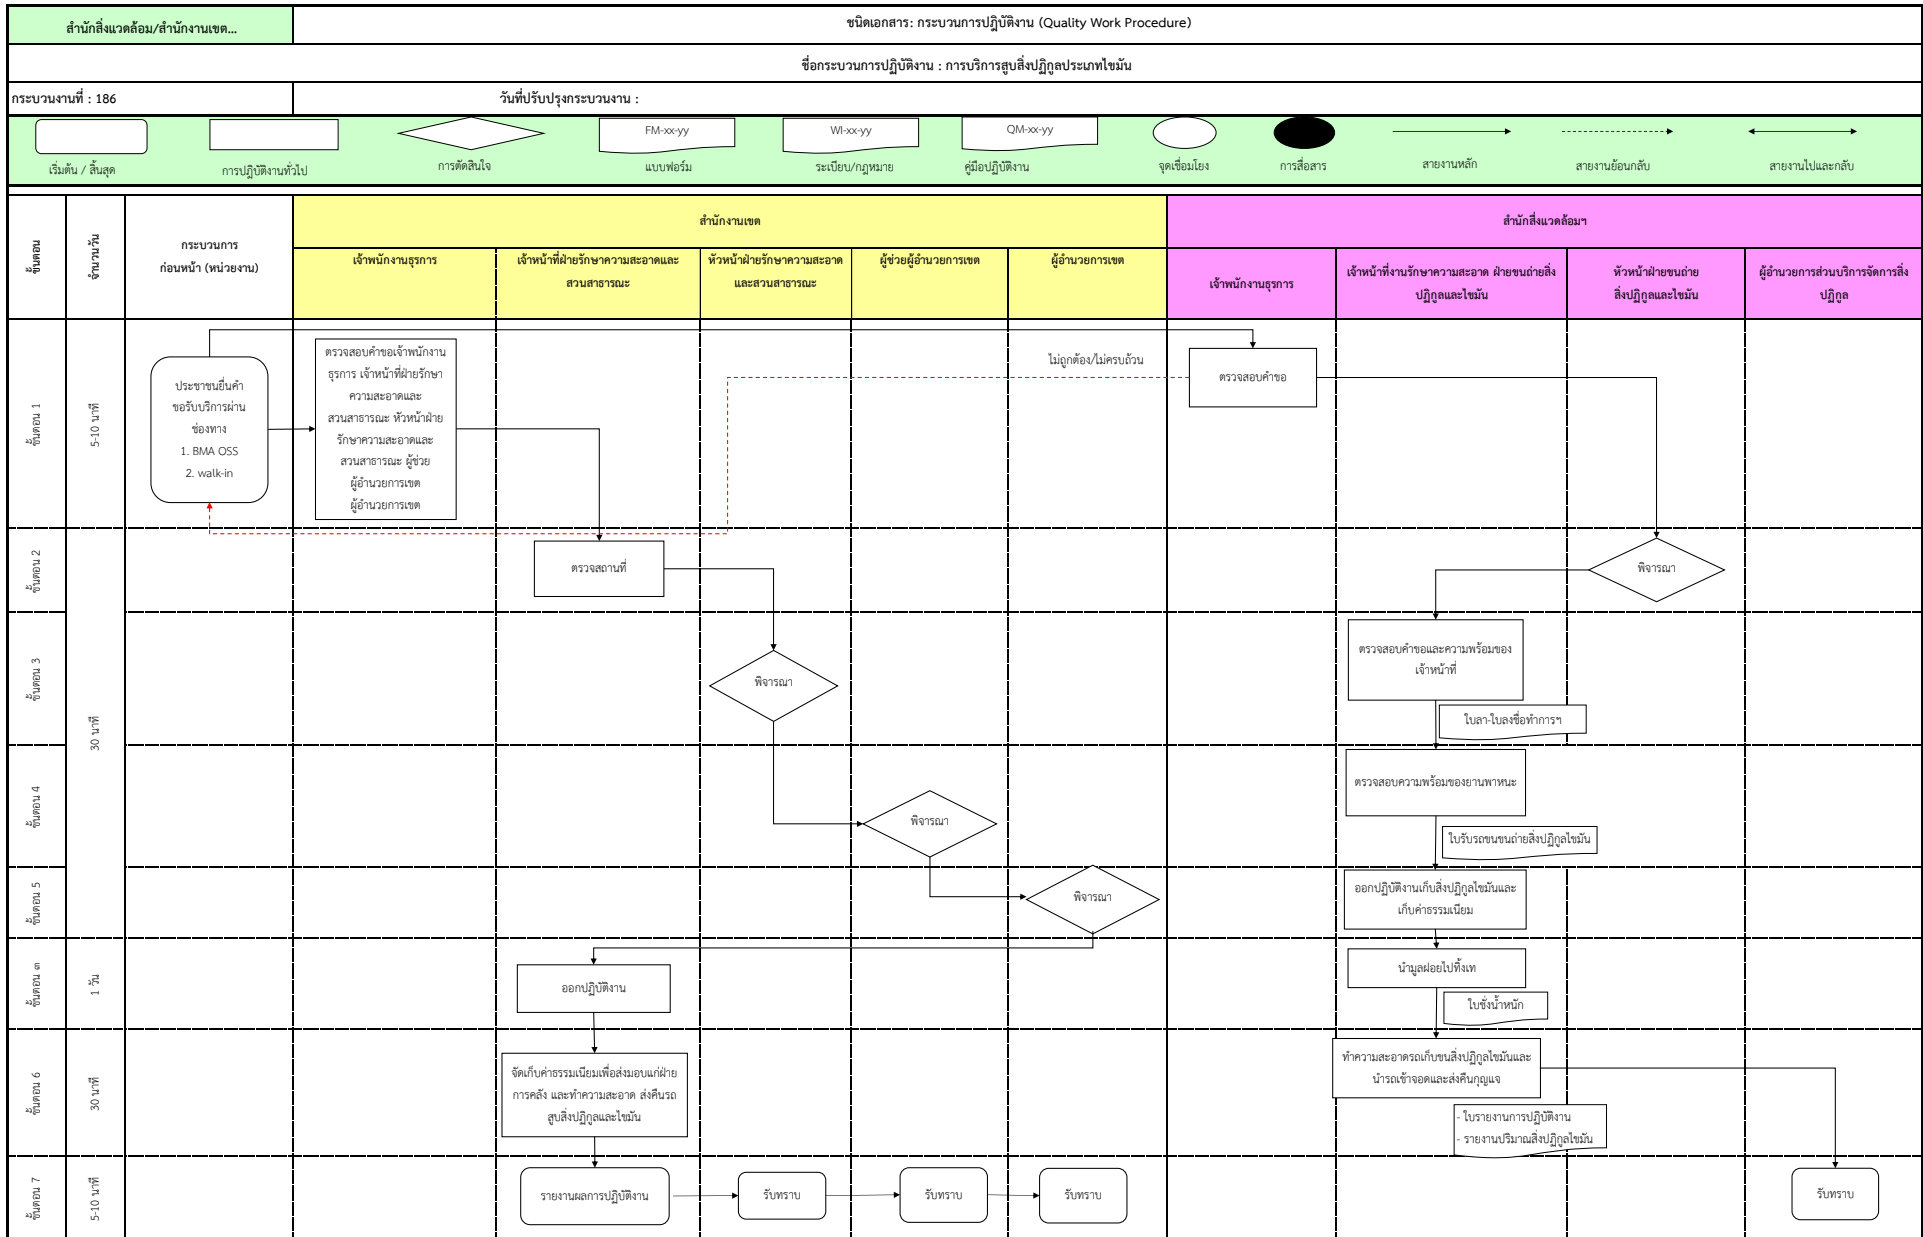 สำนักสิ่งแวดล้อม/สำนักงานเขต...
ชนิดเอกสาร: กระบวนการปฏิบัติงาน (Quality Work Procedure)
ชื่อกระบวนการปฏิบัติงาน : การบริการสูบสิ่งปฏิกูลประเภทไขมัน
กระบวนงานที่ : 186
วันที่ปรับปรุงกระบวนงาน :
FM-xx-yy
WI-xx-yy
QM-xx-yy
เริ่มต้น / สิ้นสุด
การปฎิบัติงานทั่วไป
การตัดสินใจ
แบบฟอร์ม
ระเบียบ/กฎหมาย
คู่มือปฏิบัติงาน
จุดเชื่อมโยง
การสื่อสาร
สายงานหลัก
สายงานย้อนกลับ
สายงานไปและกลับ
ขั้นตอน
จำนวนวัน
กระบวนการ
ก่อนหน้า (หน่วยงาน)
สำนักงานเขต
สำนักสิ่งแวดล้อมฯ
เจ้าพนักงานธุรการ
เจ้าหน้าที่ฝ่ายรักษาความสะอาดและ
สวนสาธารณะ
หัวหน้าฝ่ายรักษาความสะอาด
และสวนสาธารณะ
ผู้ช่วยผู้อำนวยการเขต
ผู้อำนวยการเขต
เจ้าพนักงานธุรการ
เจ้าหน้าที่งานรักษาความสะอาด ฝ่ายขนถ่ายสิ่ง
ปฏิกูลและไขมัน
หัวหน้าฝ่ายขนถ่าย
สิ่งปฏิกูลและไขมัน
ผู้อำนวยการส่วนบริการจัดการสิ่ง
ปฏิกูล
ขั้นตอน 1
5-10 นาที
ประชาชนยื่นคำ
ขอรับบริการผ่าน
ช่องทาง
1. BMA OSS
2. walk-in
ตรวจสอบคำขอเจ้าพนักงาน
ธุรการ เจ้าหน้าที่ฝ่ายรักษา
ความสะอาดและ
สวนสาธารณะ หัวหน้าฝ่าย
รักษาความสะอาดและ
สวนสาธารณะ ผู้ช่วย
ผู้อำนวยการเขต
ผู้อำนวยการเขต
ไม่ถูกต้อง/ไม่ครบถ้วน
ตรวจสอบคำขอ
ขั้นตอน 2
30 นาที
ตรวจสถานที่
พิจารณา
ขั้นตอน 3
พิจารณา
ตรวจสอบคำขอและความพร้อมของ
เจ้าหน้าที่
ใบลา-ใบลงชื่อทำการฯ
ขั้นตอน 4
พิจารณา
ตรวจสอบความพร้อมของยานพาหนะ
ใบรับรถขนขนถ่ายสิ่งปฏิกูลไขมัน
ขั้นตอน 5
พิจารณา
ออกปฏิบัติงานเก็บสิ่งปฏิกูลไขมันและ
เก็บค่าธรรมเนียม
ขั้นตอน ๓
1 วัน
ออกปฏิบัติงาน
นำมูลฝอยไปทิ้งเท
ใบชั่งน้ำหนัก
ขั้นตอน 6
30 นาที
จัดเก็บค่าธรรมเนียมเพื่อส่งมอบแก่ฝ่าย
การคลัง และทำความสะอาด ส่งคืนรถ
สูบสิ่งปฏิกูลและไขมัน
ทำความสะอาดรถเก็บขนสิ่งปฏิกูลไขมันและ
นำรถเข้าจอดและส่งคืนกุญแจ
- ใบรายงานการปฏิบัติงาน
- รายงานปริมาณสิ่งปฏิกูลไขมัน
ขั้นตอน 7
5-10 นาที
รายงานผลการปฏิบัติงาน
รับทราบ
รับทราบ
รับทราบ
รับทราบ